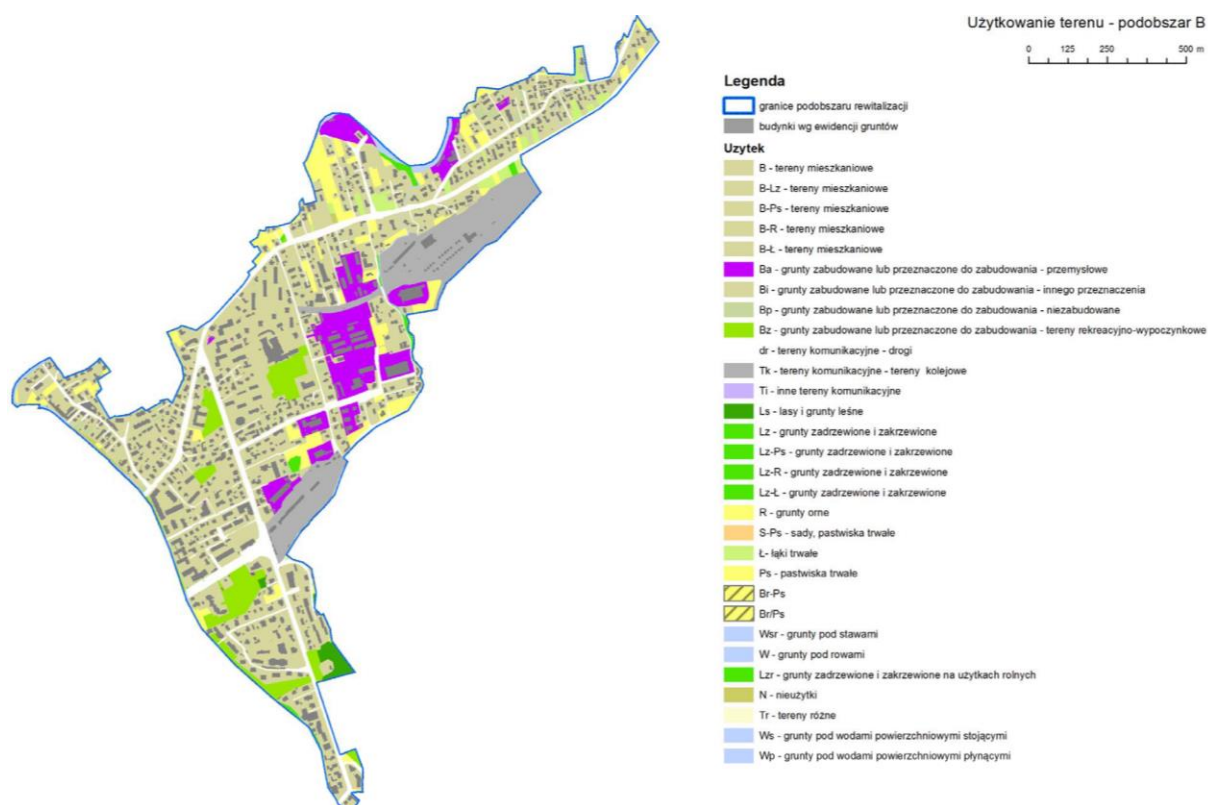 Użytkowanie terenu - podobszar B
0 125 250 500 m
Legenda
granice podobszaru rewitalizacji
budynki wg ewidencji gruntów
Uzytek
B - tereny mieszkaniowe
B-Lz - tereny mieszkaniowe
B-Ps - tereny mieszkaniowe
B-R - tereny mieszkaniowe
B-Ł - tereny mieszkaniowe
Ba - grunty zabudowane lub przeznaczone do zabudowania - przemysłowe
Bi - grunty zabudowane lub przeznaczone do zabudowania - innego przeznaczenia
Bp - grunty zabudowane lub przeznaczone do zabudowania - niezabudowane
Bz - grunty zabudowane lub przeznaczone do zabudowania - tereny rekreacyjno-wypoczynkowe
dr - tereny komunikacyjne - drogi
Tk - tereny komunikacyjne - tereny kolejowe
Ti - inne tereny komunikacyjne
Ls - lasy i grunty leśne
Lz - grunty zadrzewione i zakrzewione
Lz-Ps - grunty zadrzewione i zakrzewione
Lz-R - grunty zadrzewione i zakrzewione
Lz-Ł - grunty zadrzewione i zakrzewione
R - grunty orne
S-Ps - sady, pastwiska trwałe
Ł- łąki trwałe
Ps - pastwiska trwałe
Br-Ps
Br/Ps
Wsr - grunty pod stawami
W - grunty pod rowami
Lzr - grunty zadrzewione i zakrzewione na użytkach rolnych
N - nieużytki
Tr - tereny różne
Ws - grunty pod wodami powierzchniowymi stojącymi
Wp - grunty pod wodami powierzchniowymi płynącymi